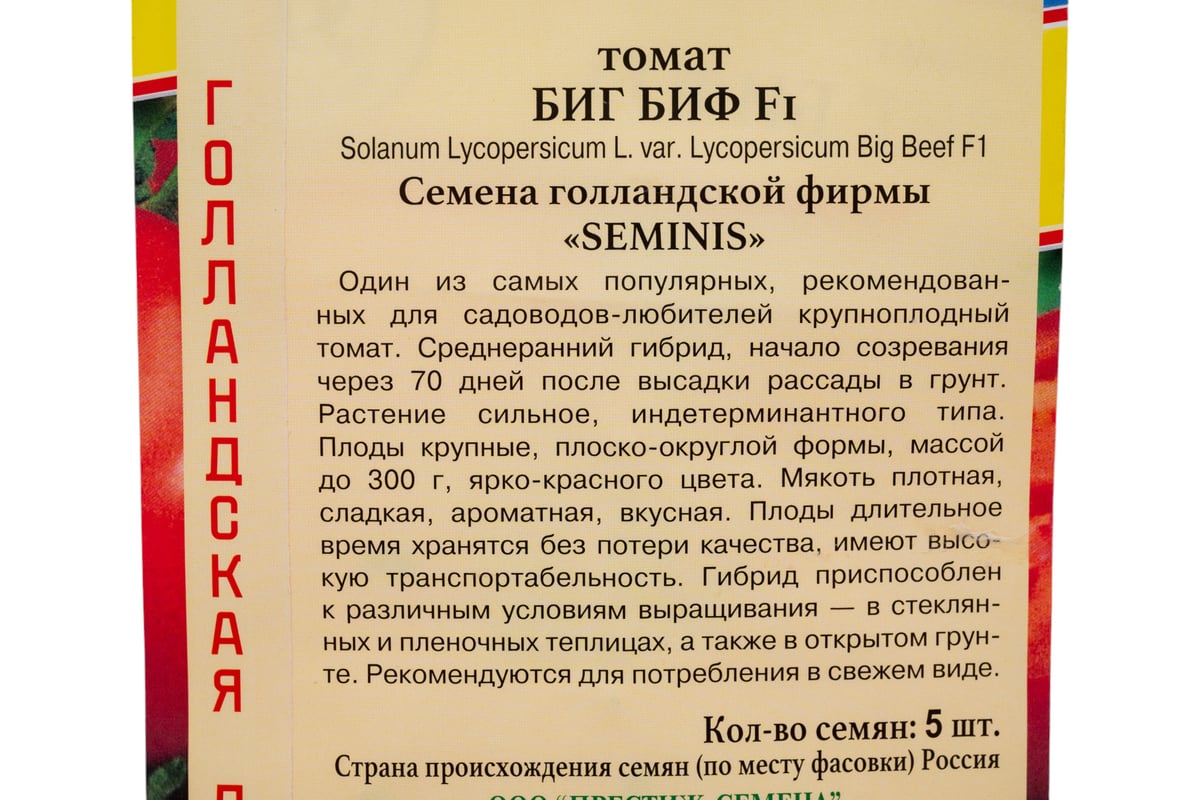 томат
БИГ БИФ F1
Solanum Lycopersicum L. var. Lycopersicum Big Beef F1
Семена голландской фирмы
«SEMINIS»
Один из самых популярных, рекомендован-
ных для садоводов-любителей крупноплодный
томат. Среднеранний гибрид, начало созревания
через 70 дней после высадки рассады в грунт.
Растение сильное, индетерминантного типа.
Плоды крупные, плоско-округлой формы, массой
до 300 г, ярко-красного цвета. Мякоть плотная,
сладкая, ароматная, вкусная. Плоды длительное
время хранятся без потери качества, имеют высо-
кую транспортабельность. Гибрид приспособлен
к различным условиям выращивания — в стеклян-
ных и пленочных теплицах, а также в открытом грун-
те. Рекомендуются для потребления в свежем виде.
Кол-во семян: 5 шт.
Страна происхождения семян (по месту фасовки) Россия
ООО "ПРЕСТИЖ-СЕМЕНА"
ГОЛЛАНДСКАЯ